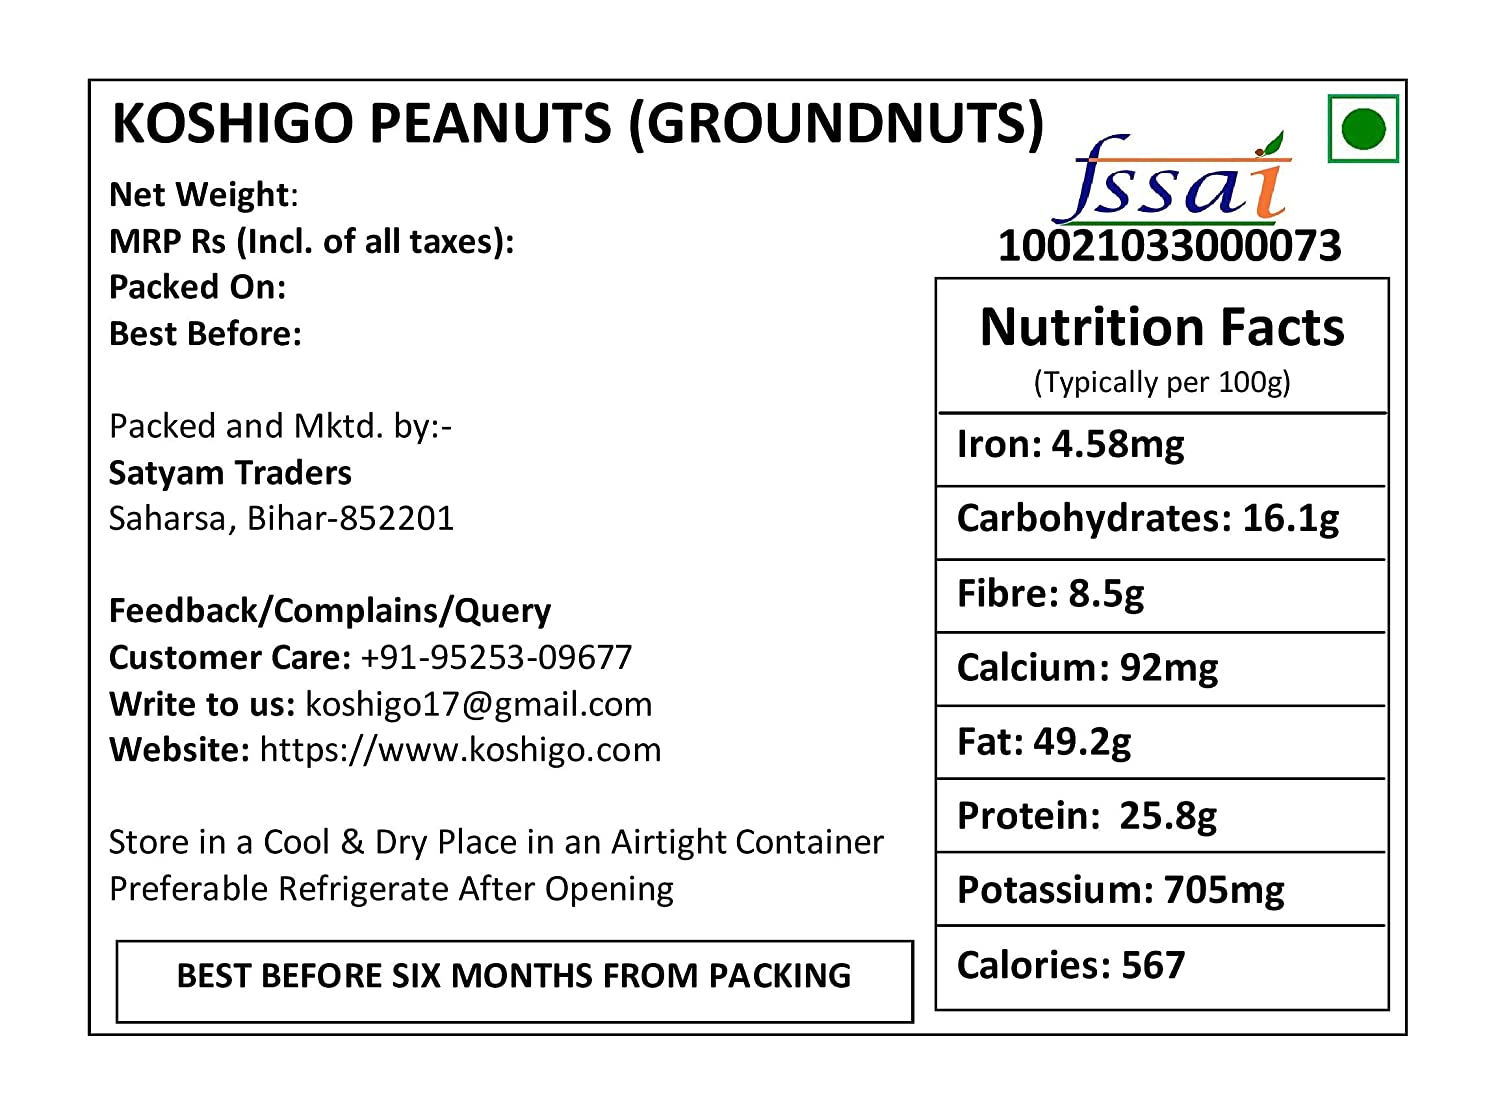 KOSHIGO PEANUTS (GROUNDNUTS)
fssai
10021033000073
Net Weight:
MRP Rs (Incl. of all taxes):
Packed On:
Best Before:
Packed and Mktd. by:-
Satyam Traders
Saharsa, Bihar-852201
Feedback/Complains/Query
Customer Care: +91-95253-09677
Write to us: koshigo17@gmail.com
Website: https://www.koshigo.com
Store in a Cool & Dry Place in an Airtight Container
Preferable Refrigerate After Opening
BEST BEFORE SIX MONTHS FROM PACKING
Nutrition Facts
(Typically per 100g)
Iron: 4.58mg
Carbohydrates: 16.1g
Fibre: 8.5g
Calcium: 92mg
Fat: 49.2g
Protein:  25.8g
Potassium: 705mg
Calories: 567